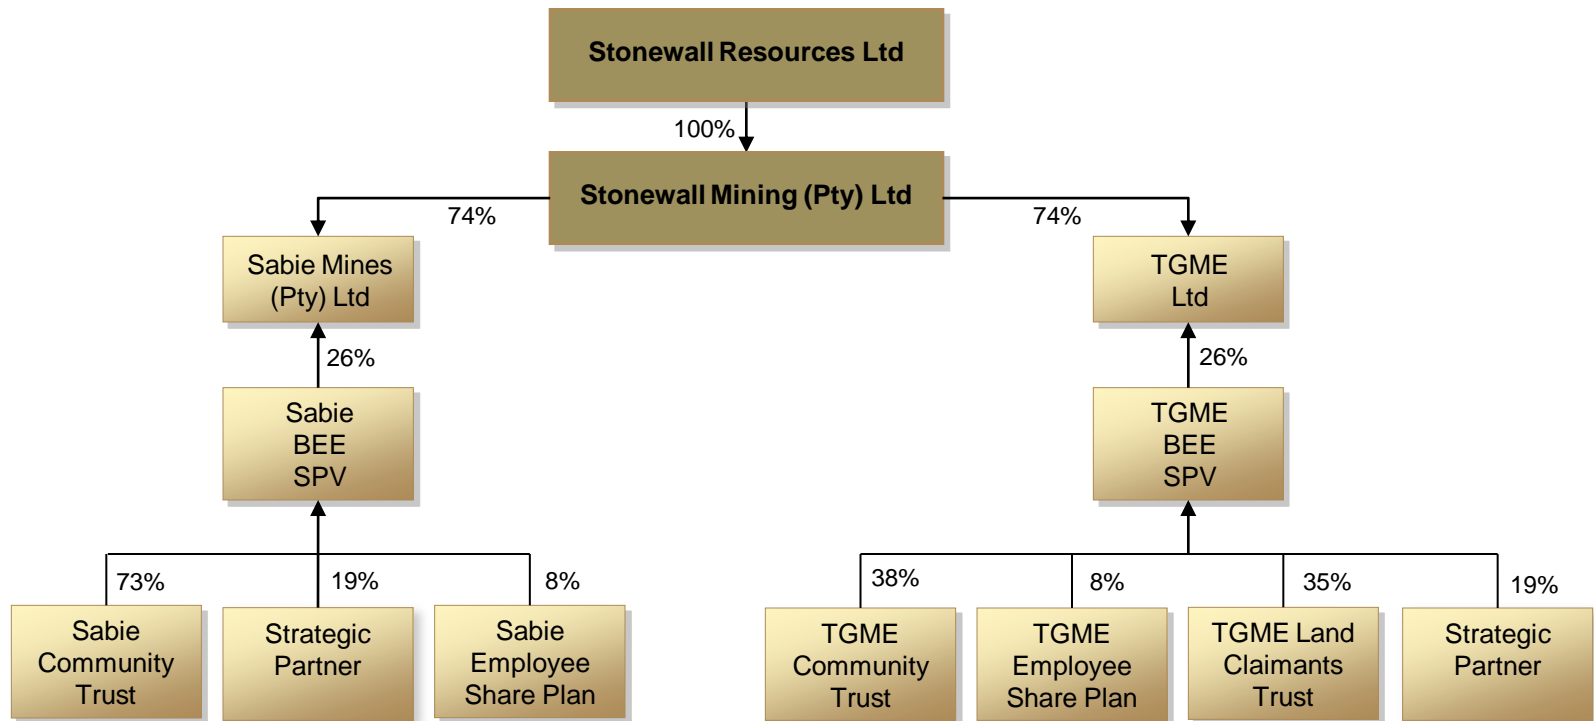 Stonewall Resources Ltd
100%
Stonewall Mining (Pty) Ltd
74%
74%
Sabie Mines
(Pty) Ltd
TGME
Ltd
26%
26%
Sabie
BEE
SPV
TGME
BEE
SPV
73%
19%
8%
38%
8%
35%
19%
Sabie
Community
Trust
Strategic
Partner
Sabie
Employee
Share Plan
TGME
Community
Trust
TGME
Employee
Share Plan
TGME Land
Claimants
Trust
Strategic
Partner